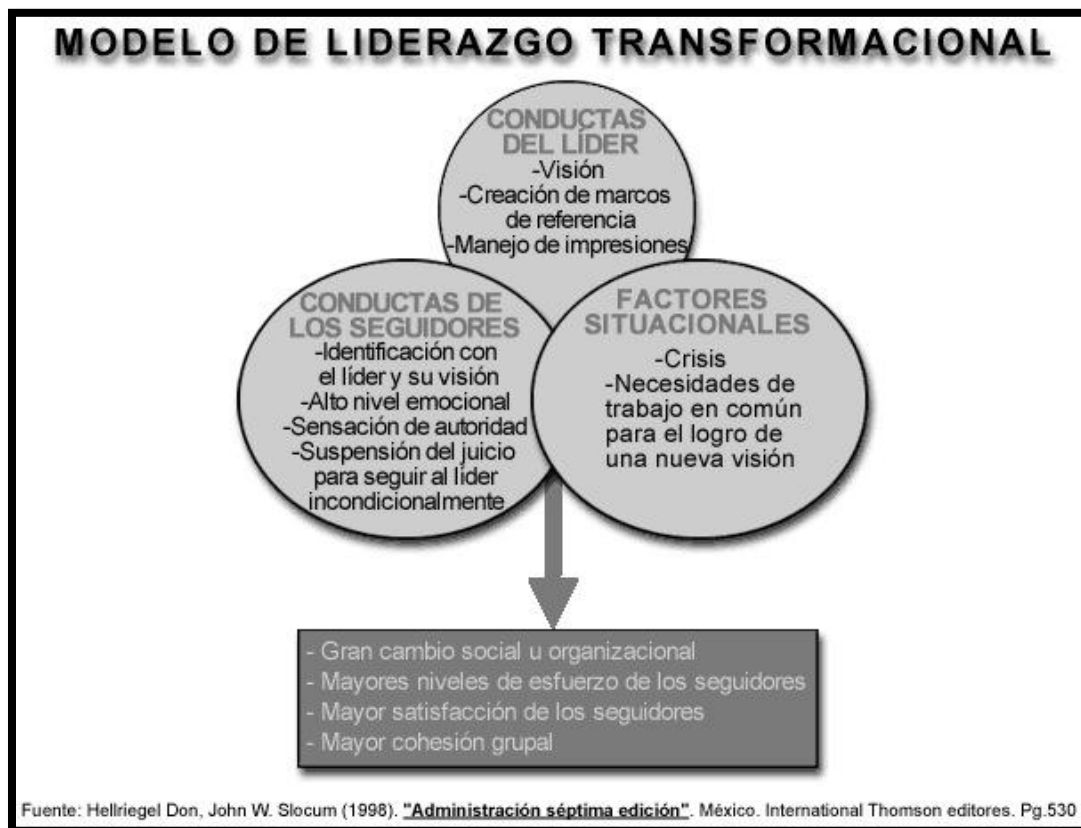 MODELO DE LIDERAZGO TRANSFORMACIONAL
CONDUCTAS
DEL LÍDER
-Visión
-Creación de marcos
de referencia
-Manejo de impresiones
CONDUCTAS DE
LOS SEGUIDORES
-Identificación con
el líder y su visión
-Alto nivel emocional
-Sensación de autoridad
-Suspensión del juicio
para seguir al líder
incondicionalmente
FACTORES
SITUACIONALES
-Crisis
-Necesidades de
trabajo en común
para el logro de
una nueva visión
- Gran cambio social u organizacional
- Mayores niveles de esfuerzo de los seguidores
- Mayor satisfacción de los seguidores
- Mayor cohesión grupal
Fuente: Hellriegel Don, John W. Slocum (1998). "Administración séptima edición". México. International Thomson editores. Pg.530